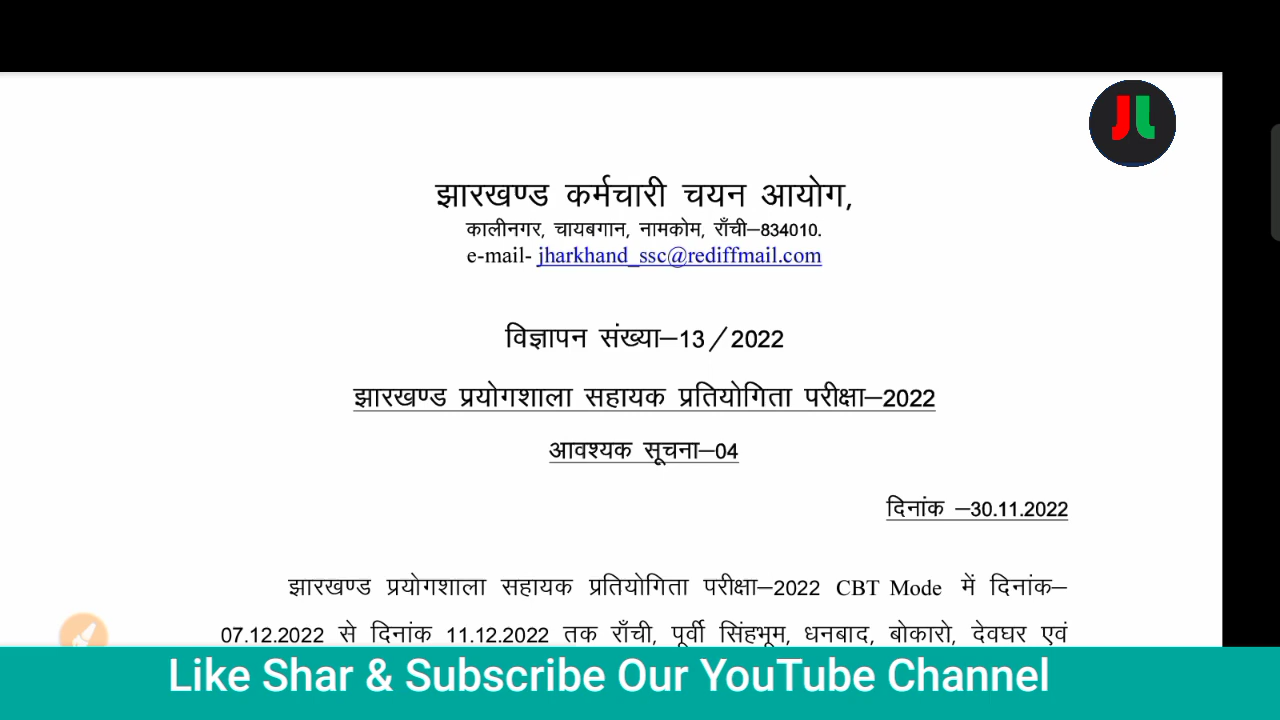 JL
झारखण्ड कर्मचारी चयन आयोग,
कालीनगर, चायबगान, नामकोम, राँची–834010.
e-mail- jharkhand_ssc@rediffmail.com
विज्ञापन संख्या–13/2022
झारखण्ड प्रयोगशाला सहायक प्रतियोगिता परीक्षा–2022
आवश्यक सूचना–04
दिनांक –30.11.2022
झारखण्ड प्रयोगशाला सहायक प्रतियोगिता परीक्षा–2022 CBT Mode में दिनांक–
07.12.2022 से दिनांक 11.12.2022 तक राँची, पूर्वी सिंहभूम, धनबाद, बोकारो, देवघर एवं
Like Shar & Subscribe Our YouTube Channel